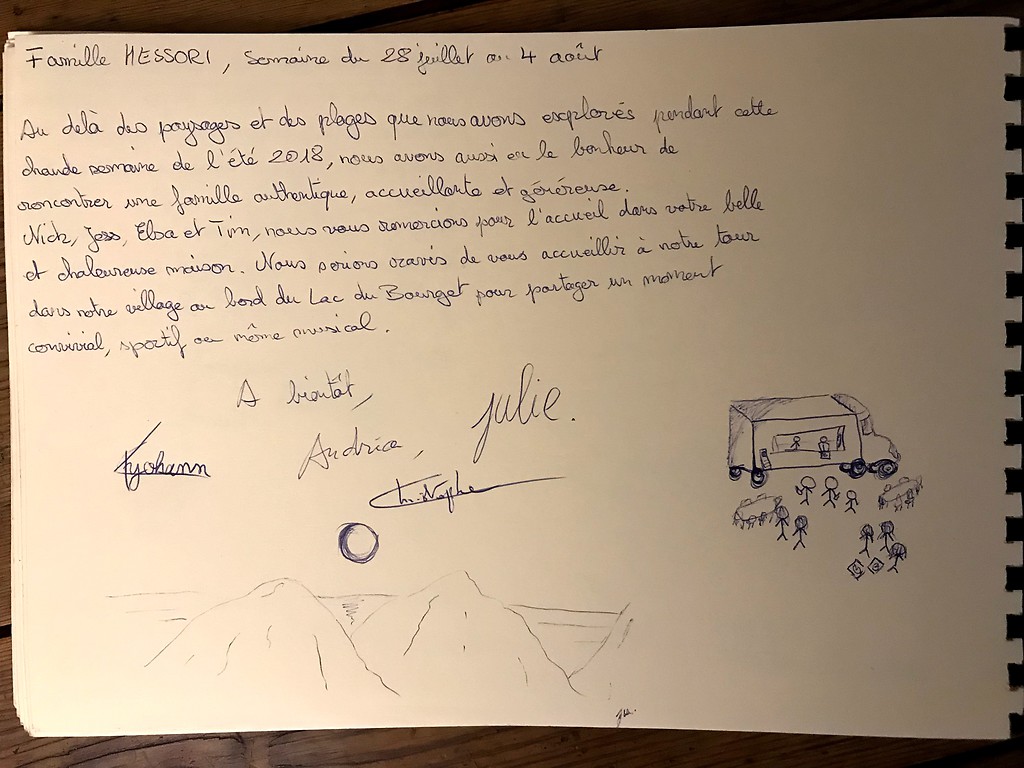 Famille MESSORI, semaine du 28 juillet au 4 août
Au delà des paysages et des plages que nous avons explorés pendant cette
chaude semaine de l'été 2018, nous avons aussi eu le bonheur de
rencontrer une famille authentique, accueillante et généreuse.
Nick, Jess, Elsa et Tim, nous vous remercions pour l'accueil dans votre belle
et chaleureuse maison. Nous serions ravis de vous accueillir à notre tour
dans notre village au bord du Lac du Bourget pour partager un moment
convivial, sportif ou même musical.
A bientôt,
Julie.
Yohann
Audrice,
Christophe